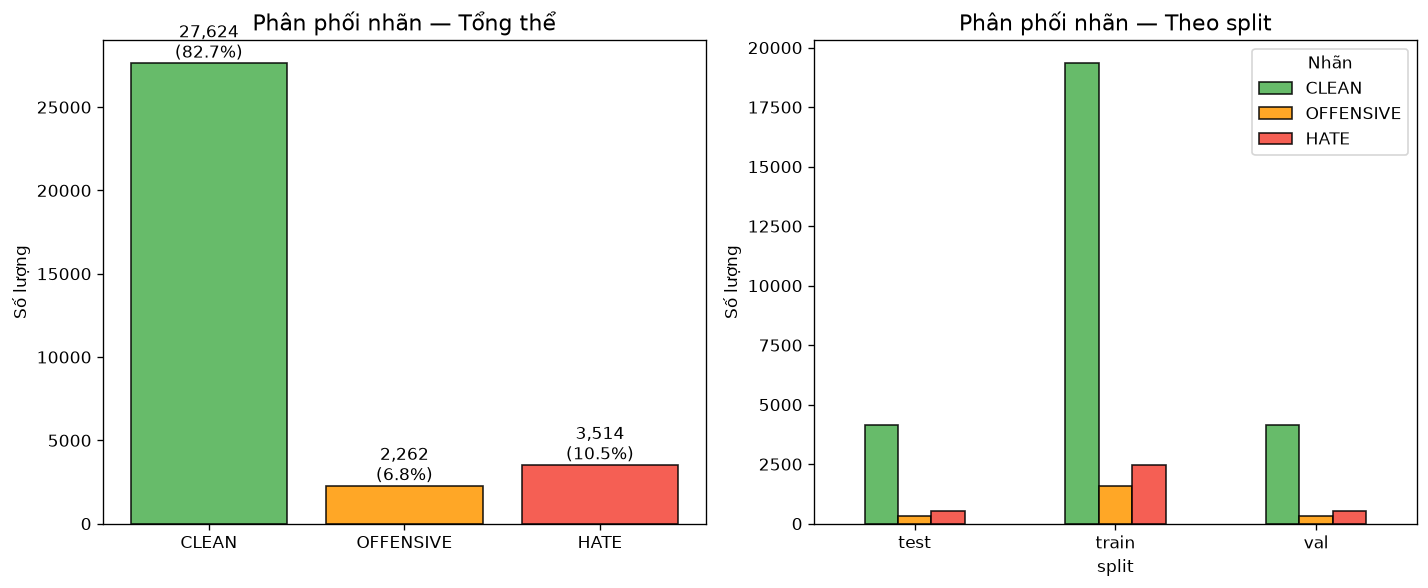 Phân phối nhãn — Tổng thể
27,624
(82.7%)
2,262
(6.8%)
3,514
(10.5%)
Số lượng
25000
20000
15000
10000
5000
0
CLEAN
OFFENSIVE
HATE
Phân phối nhãn — Theo split
Nhãn
CLEAN
OFFENSIVE
HATE
Số lượng
20000
17500
15000
12500
10000
7500
5000
2500
0
test
train
val
split